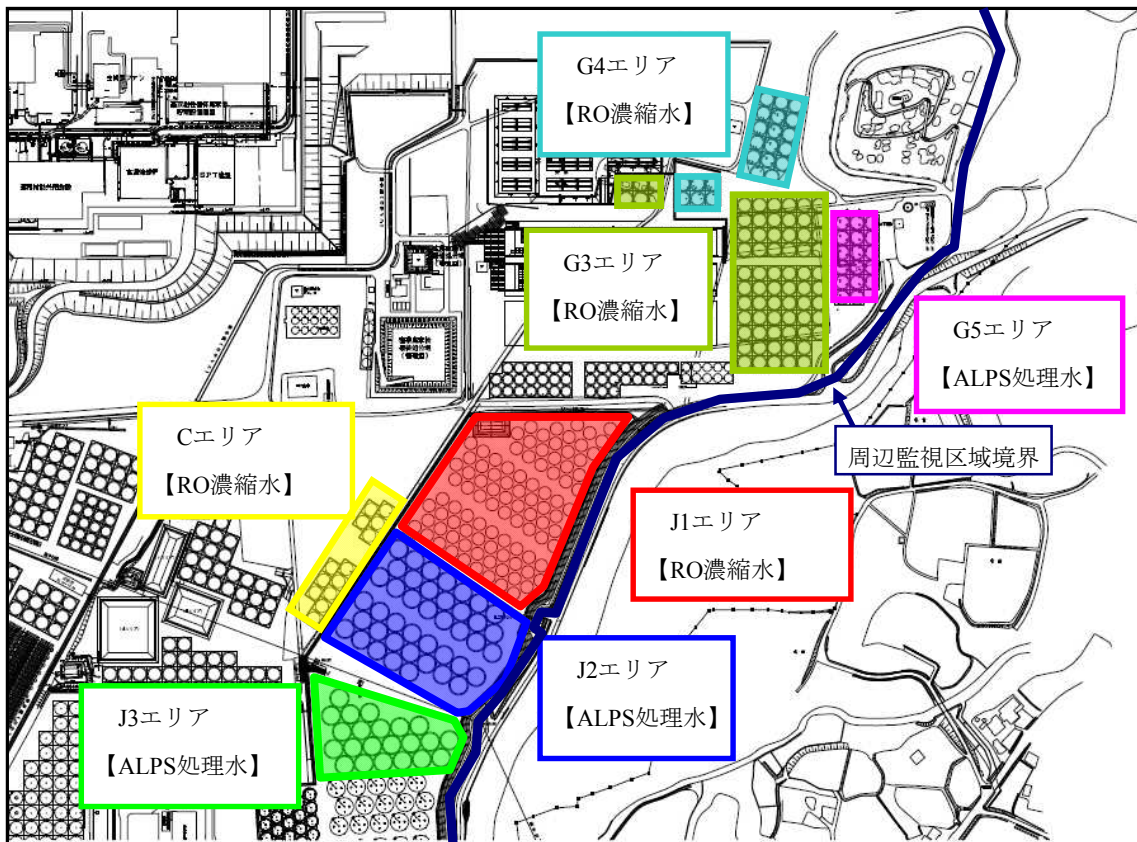 G4エリア
【RO濃縮水】
G3エリア
【RO濃縮水】
G5エリア
【ALPS処理水】
周辺監視区域境界
Cエリア
【RO濃縮水】
J1エリア
【RO濃縮水】
J2エリア
【ALPS処理水】
J3エリア
【ALPS処理水】